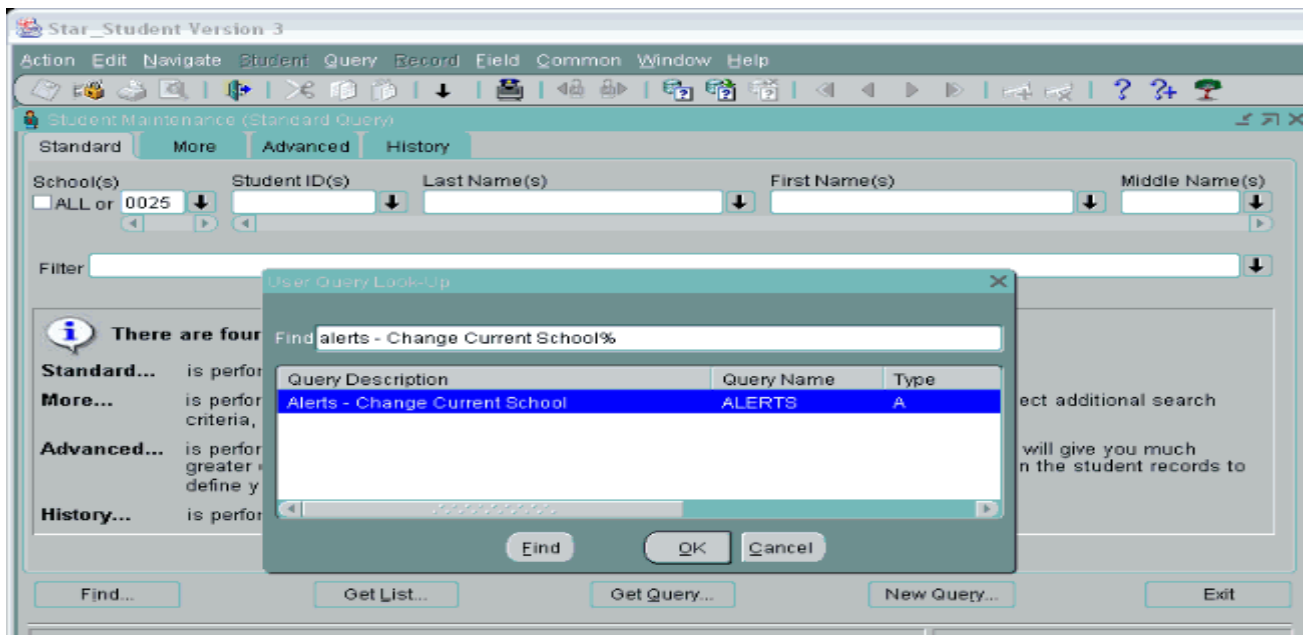 Star_Student Version 3
Action Edit Navigate Student Query Record Field Common Window Help
Student Maintenance (Standard Query)
Standard More Advanced History
School(s) Student ID(s) Last Name(s) First Name(s) Middle Name(s)
ALL or 0025
Filter
User Query Look-Up
There are four
Find alerts - Change Current School%
Standard... is perfor
Query Description Query Name Type
More... is perfor Alerts - Change Current School ALERTS A ect additional search
criteria,
Advanced... is perfor will give you much
greater n the student records to
define y
History... is perfor
Find OK Cancel
Find... Get List... Get Query... New Query... Exit